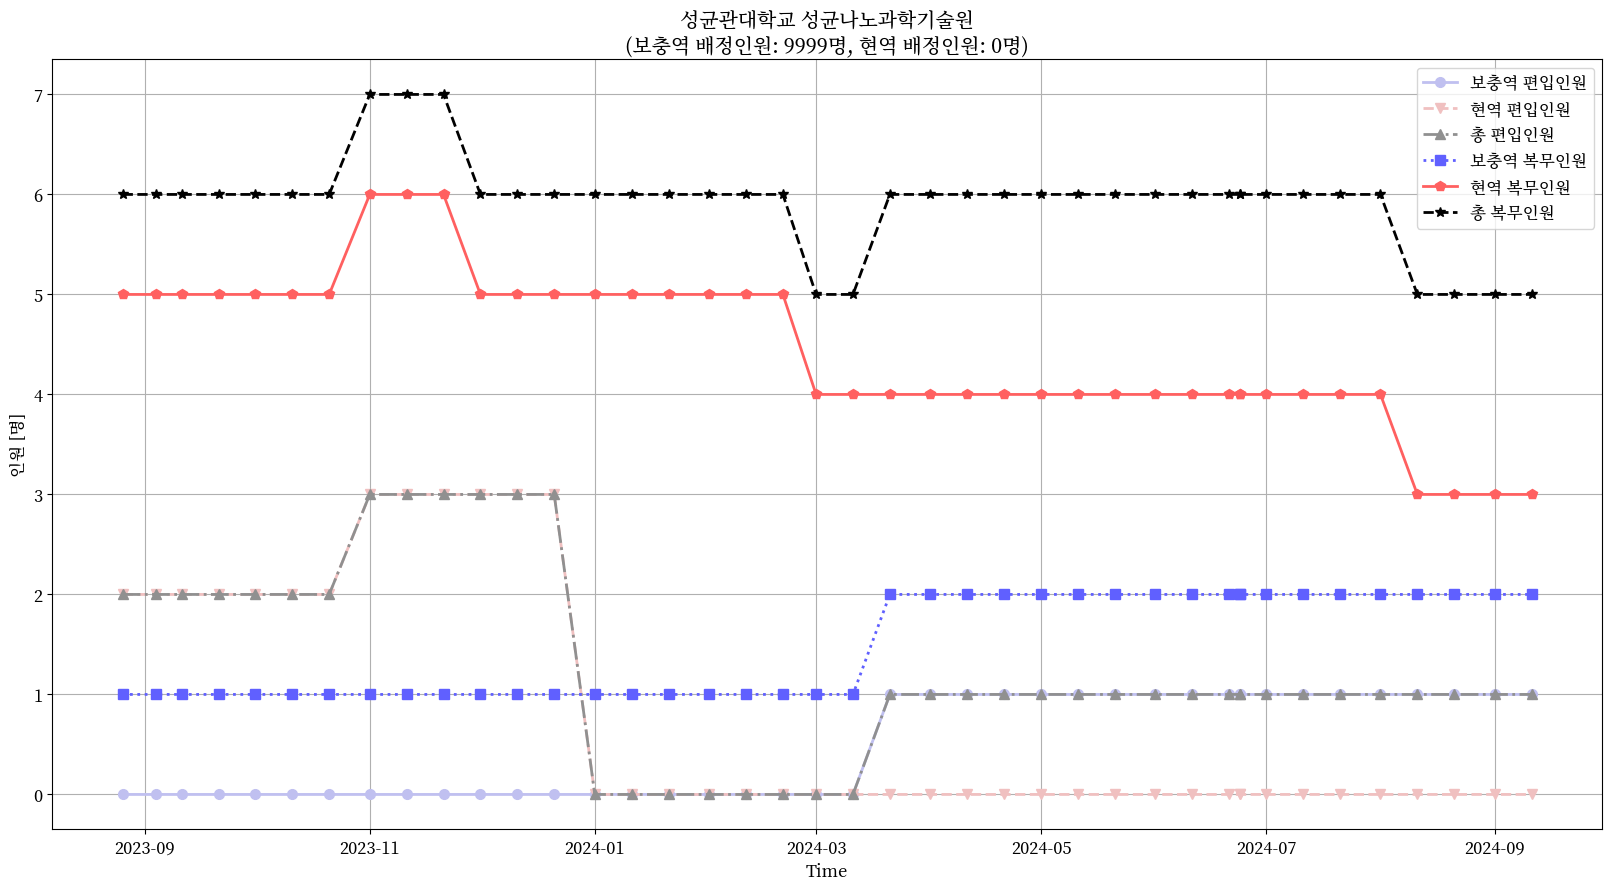 성균관대학교 성균나노과학기술원
(보충역 배정인원: 9999명, 현역 배정인원: 0명)
보충역 편입인원
현역 편입인원
총 편입인원
보충역 복무인원
현역 복무인원
총 복무인원
인원 [명]
7
6
5
4
3
2
1
0
2023-09
2023-11
2024-01
2024-03
2024-05
2024-07
2024-09
Time